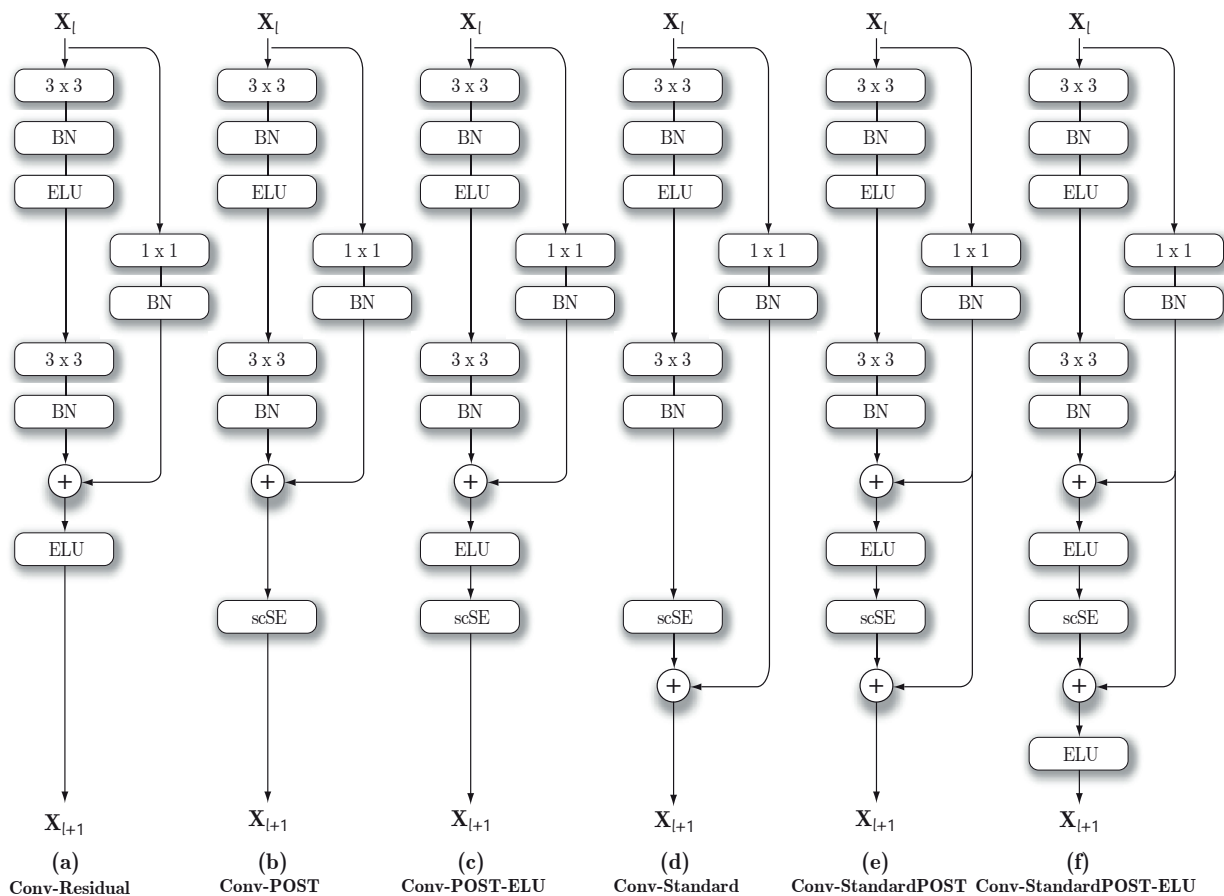 X_l X_l X_l X_l X_l X_l
3 x 3 3 x 3 3 x 3 3 x 3 3 x 3 3 x 3
BN BN BN BN BN BN
ELU ELU ELU ELU ELU ELU
1 x 1 1 x 1 1 x 1 1 x 1 1 x 1 1 x 1
BN BN BN BN BN BN
3 x 3 3 x 3 3 x 3 3 x 3 3 x 3 3 x 3
BN BN BN BN BN BN
+ + + + +
ELU ELU ELU ELU
scSE scSE scSE scSE scSE
+ + +
ELU
X_{l+1} X_{l+1} X_{l+1} X_{l+1} X_{l+1} X_{l+1}
(a) (b) (c) (d) (e) (f)
Conv-Residual Conv-POST Conv-POST-ELU Conv-Standard Conv-StandardPOST Conv-StandardPOST-ELU